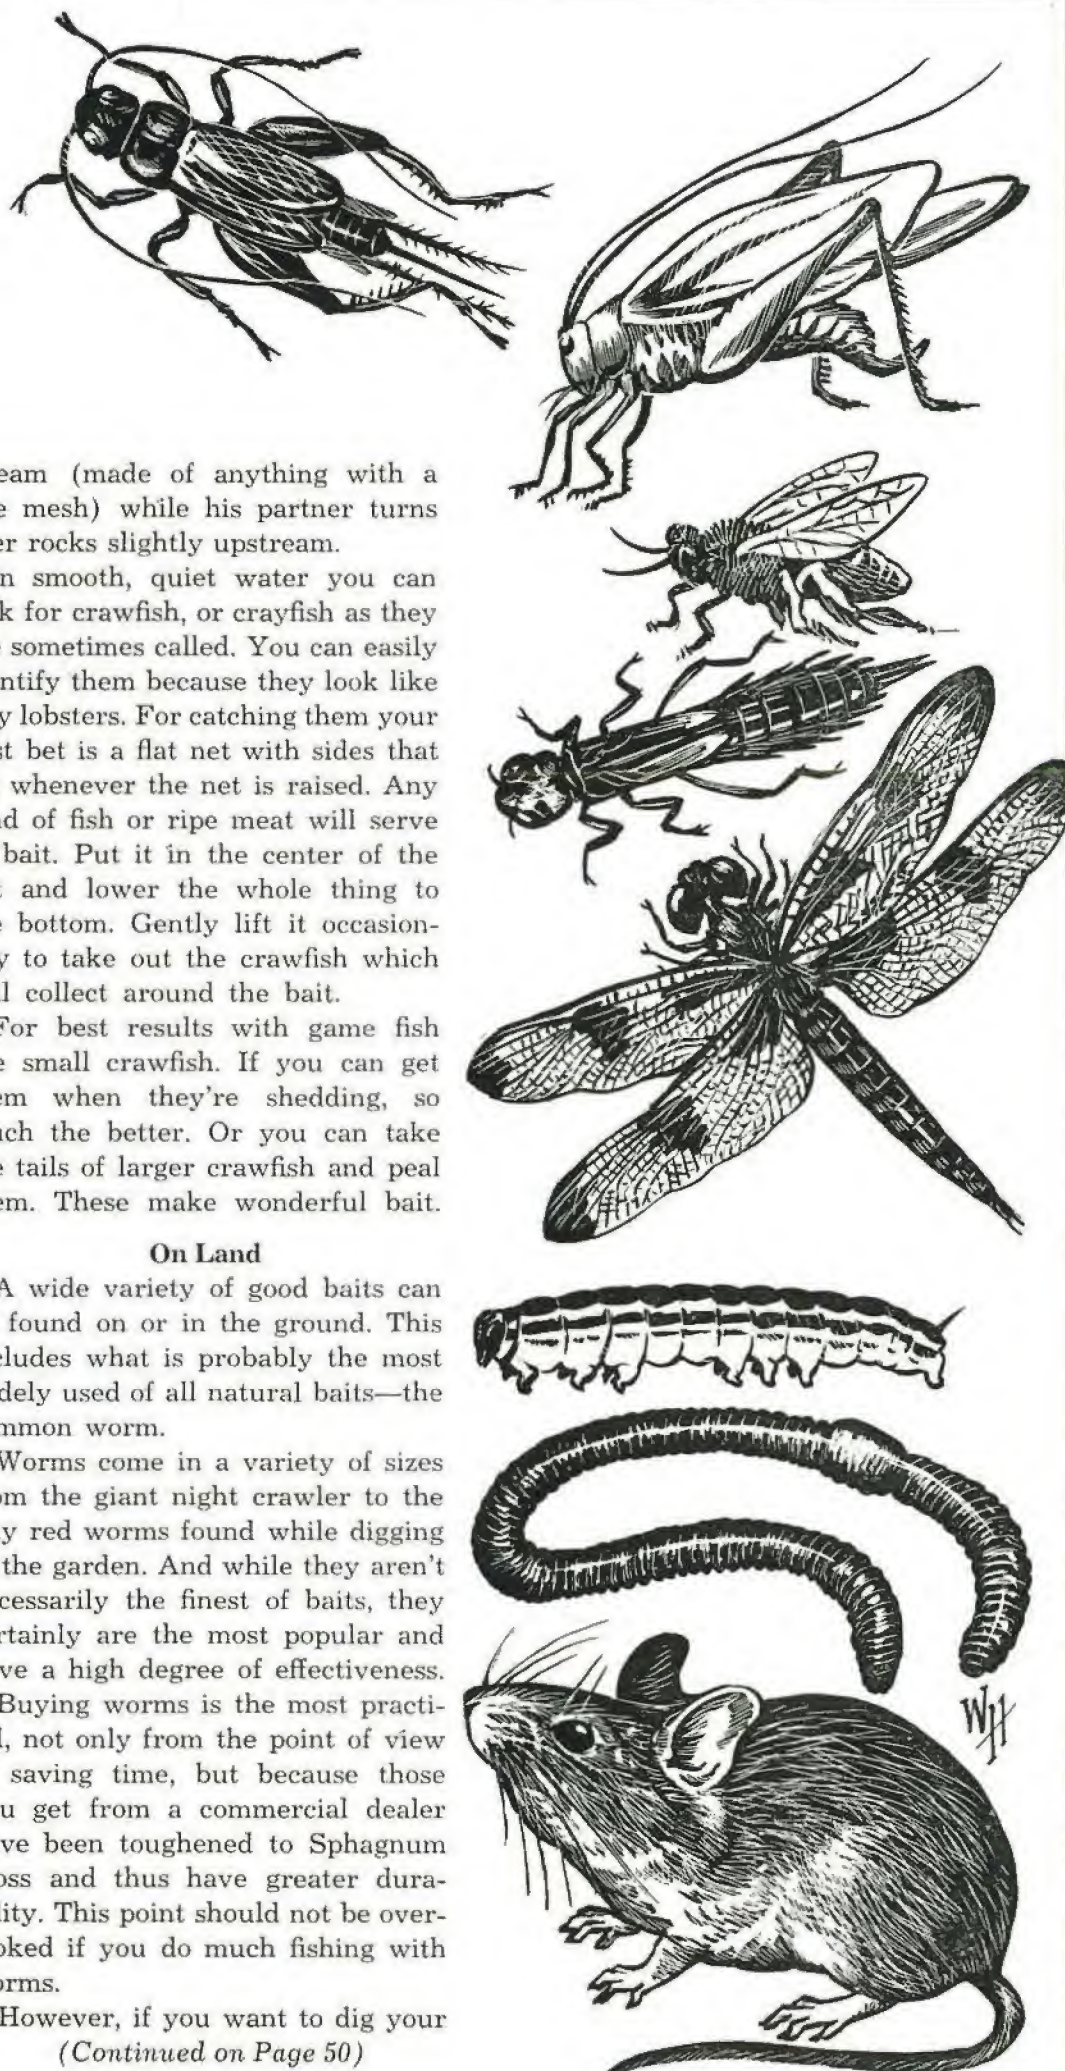 eam (made of anything with a
e mesh) while his partner turns
er rocks slightly upstream.
n smooth, quiet water you can
k for crawfish, or crayfish as they
e sometimes called. You can easily
entify them because they look like
y lobsters. For catching them your
st bet is a flat net with sides that
whenever the net is raised. Any
nd of fish or ripe meat will serve
bait. Put it in the center of the
t and lower the whole thing to
e bottom. Gently lift it occasion-
y to take out the crawfish which
ll collect around the bait.
For best results with game fish
e small crawfish. If you can get
em when they're shedding, so
uch the better. Or you can take
e tails of larger crawfish and peal
em. These make wonderful bait.
On Land
A wide variety of good baits can
found on or in the ground. This
cludes what is probably the most
dely used of all natural baits—the
mmon worm.
Worms come in a variety of sizes
om the giant night crawler to the
y red worms found while digging
the garden. And while they aren't
cessarily the finest of baits, they
rtainly are the most popular and
ve a high degree of effectiveness.
Buying worms is the most practi-
l, not only from the point of view
saving time, but because those
u get from a commercial dealer
ve been toughened to Sphagnum
oss and thus have greater dura-
lity. This point should not be over-
oked if you do much fishing with
orms.
However, if you want to dig your
(Continued on Page 50)
WH